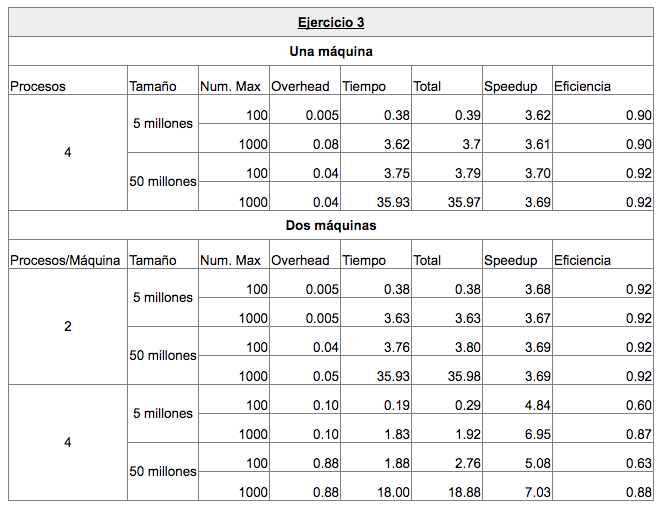 Ejercicio 3
Una máquina
Procesos Tamaño Num. Max Overhead Tiempo Total Speedup Eficiencia
4 5 millones 100 0.005 0.38 0.39 3.62 0.90
1000 0.08 3.62 3.7 3.61 0.90
50 millones 100 0.04 3.75 3.79 3.70 0.92
1000 0.04 35.93 35.97 3.69 0.92
Dos máquinas
Procesos/Máquina Tamaño Num. Max Overhead Tiempo Total Speedup Eficiencia
2 5 millones 100 0.005 0.38 0.38 3.68 0.92
1000 0.005 3.63 3.63 3.67 0.92
50 millones 100 0.04 3.76 3.80 3.69 0.92
1000 0.05 35.93 35.98 3.69 0.92
4 5 millones 100 0.10 0.19 0.29 4.84 0.60
1000 0.10 1.83 1.92 6.95 0.87
50 millones 100 0.88 1.88 2.76 5.08 0.63
1000 0.88 18.00 18.88 7.03 0.88